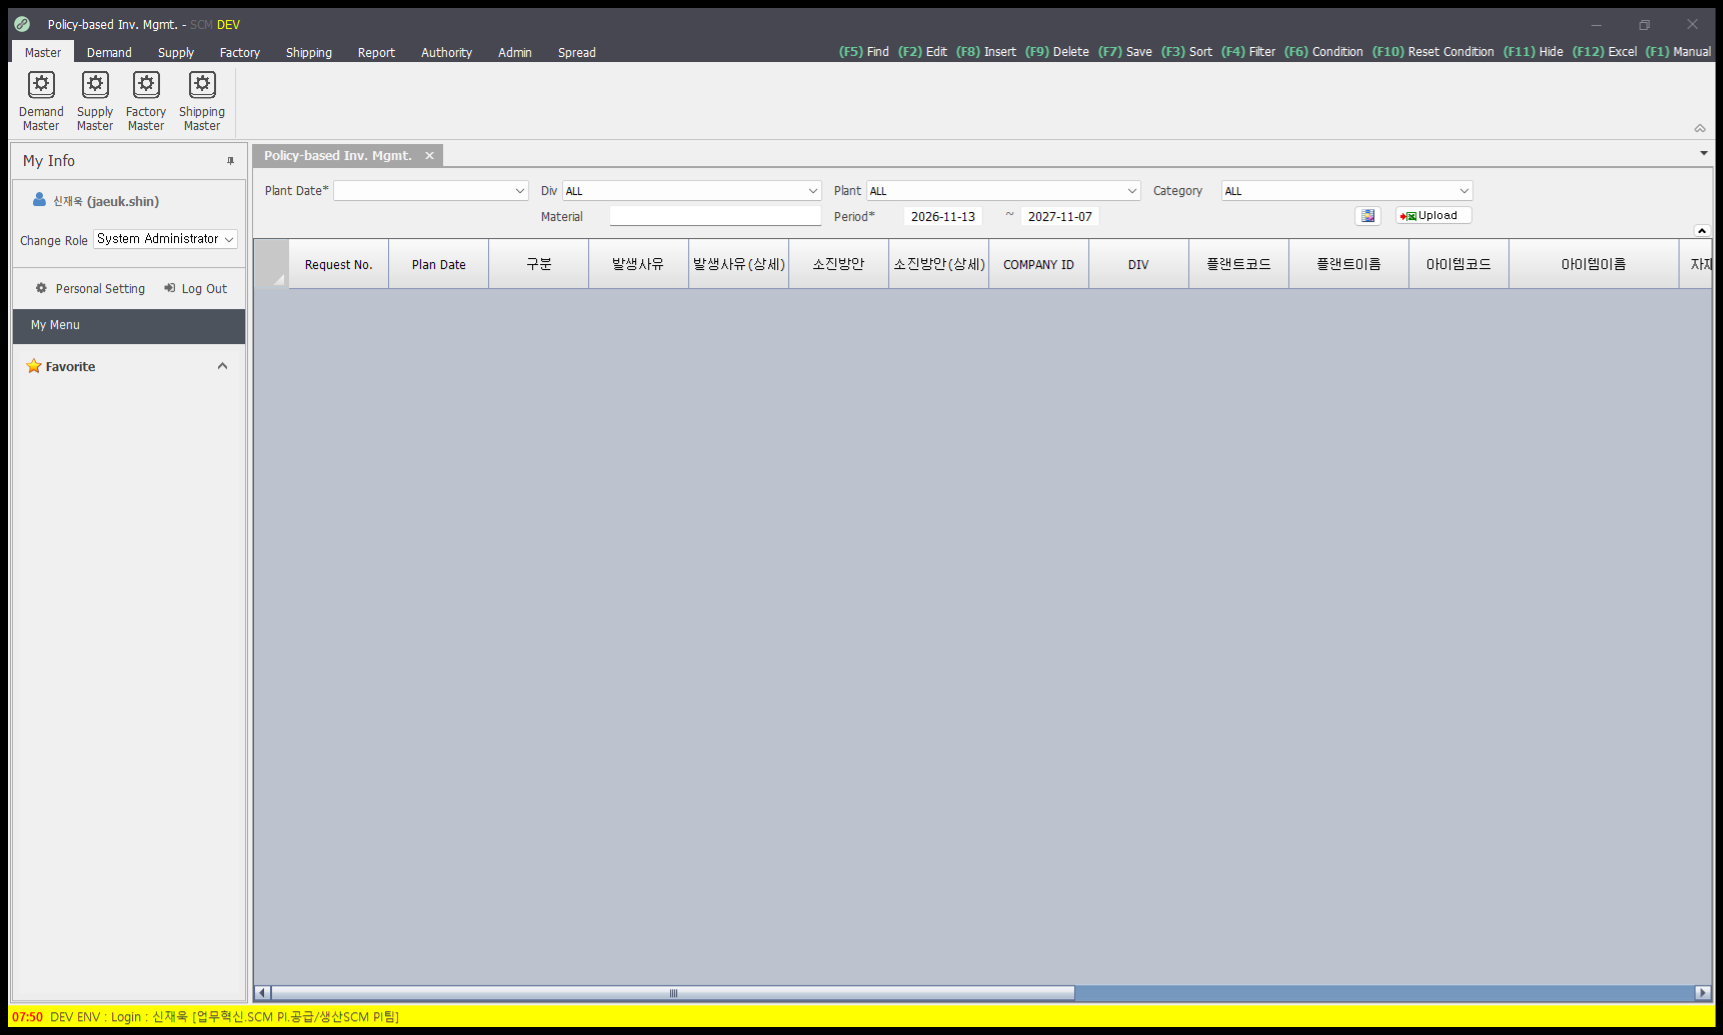 Policy-based Inv. Mgmt. - SCM DEV
Master Demand Supply Factory Shipping Report Authority Admin Spread (F5) Find (F2) Edit (F8) Insert (F9) Delete (F7) Save (F3) Sort (F4) Filter (F6) Condition (F10) Reset Condition (F11) Hide (F12) Excel (F1) Manual
Demand Master
Supply Master
Factory Master
Shipping Master
My Info
Policy-based Inv. Mgmt.
신재욱 (jaeuk.shin)
Change Role System Administrator
Personal Setting Log Out
My Menu
Favorite
Plant Date* Div ALL Plant ALL Category ALL
Material Period* 2026-11-13 ~ 2027-11-07 Upload
Request No. Plan Date 구분 발생사유 발생사유(상세) 소진방안 소진방안(상세) COMPANY ID DIV 플랜트코드 플랜트이름 아이템코드 아이템이름 자재
07:50 DEV ENV : Login : 신재욱 [업무혁신.SCM PI.공급/생산SCM PI팀]